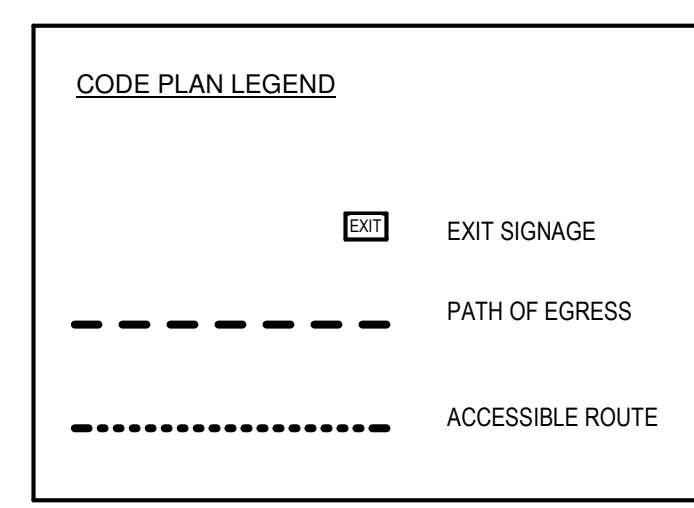 CODE PLAN LEGEND
EXIT EXIT SIGNAGE
PATH OF EGRESS
ACCESSIBLE ROUTE